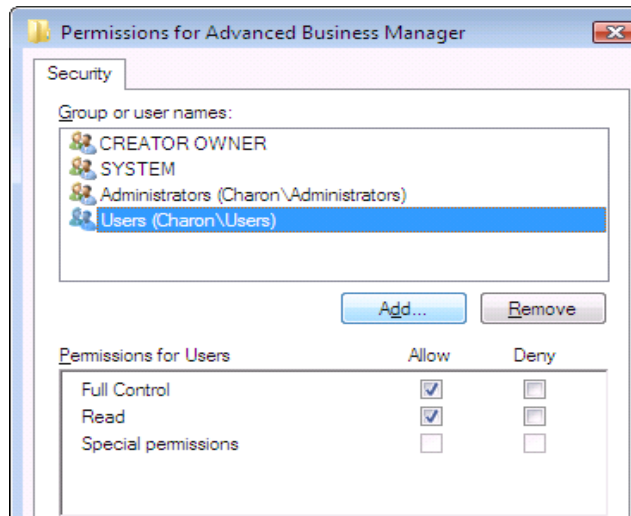 Permissions for Advanced Business Manager
Security
Group or user names:
CREATOR OWNER
SYSTEM
Administrators (Charon\Administrators)
Users (Charon\Users)
Add... Remove
Permissions for Users Allow Deny
Full Control
Read
Special permissions